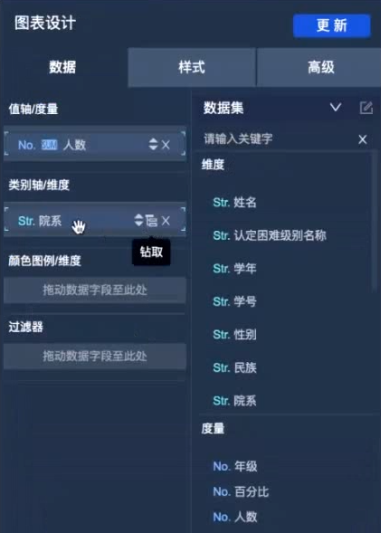 图表设计
更新
数据
样式
高级
值轴/度量
No. 人数
类别轴/维度
Str. 院系
钻取
颜色图例/维度
拖动数据字段至此处
过滤器
拖动数据字段至此处
数据集
请输入关键字
维度
Str. 姓名
Str. 认定困难级别名称
Str. 学年
Str. 学号
Str. 性别
Str. 民族
Str. 院系
度量
No. 年级
No. 百分比
No. 人数